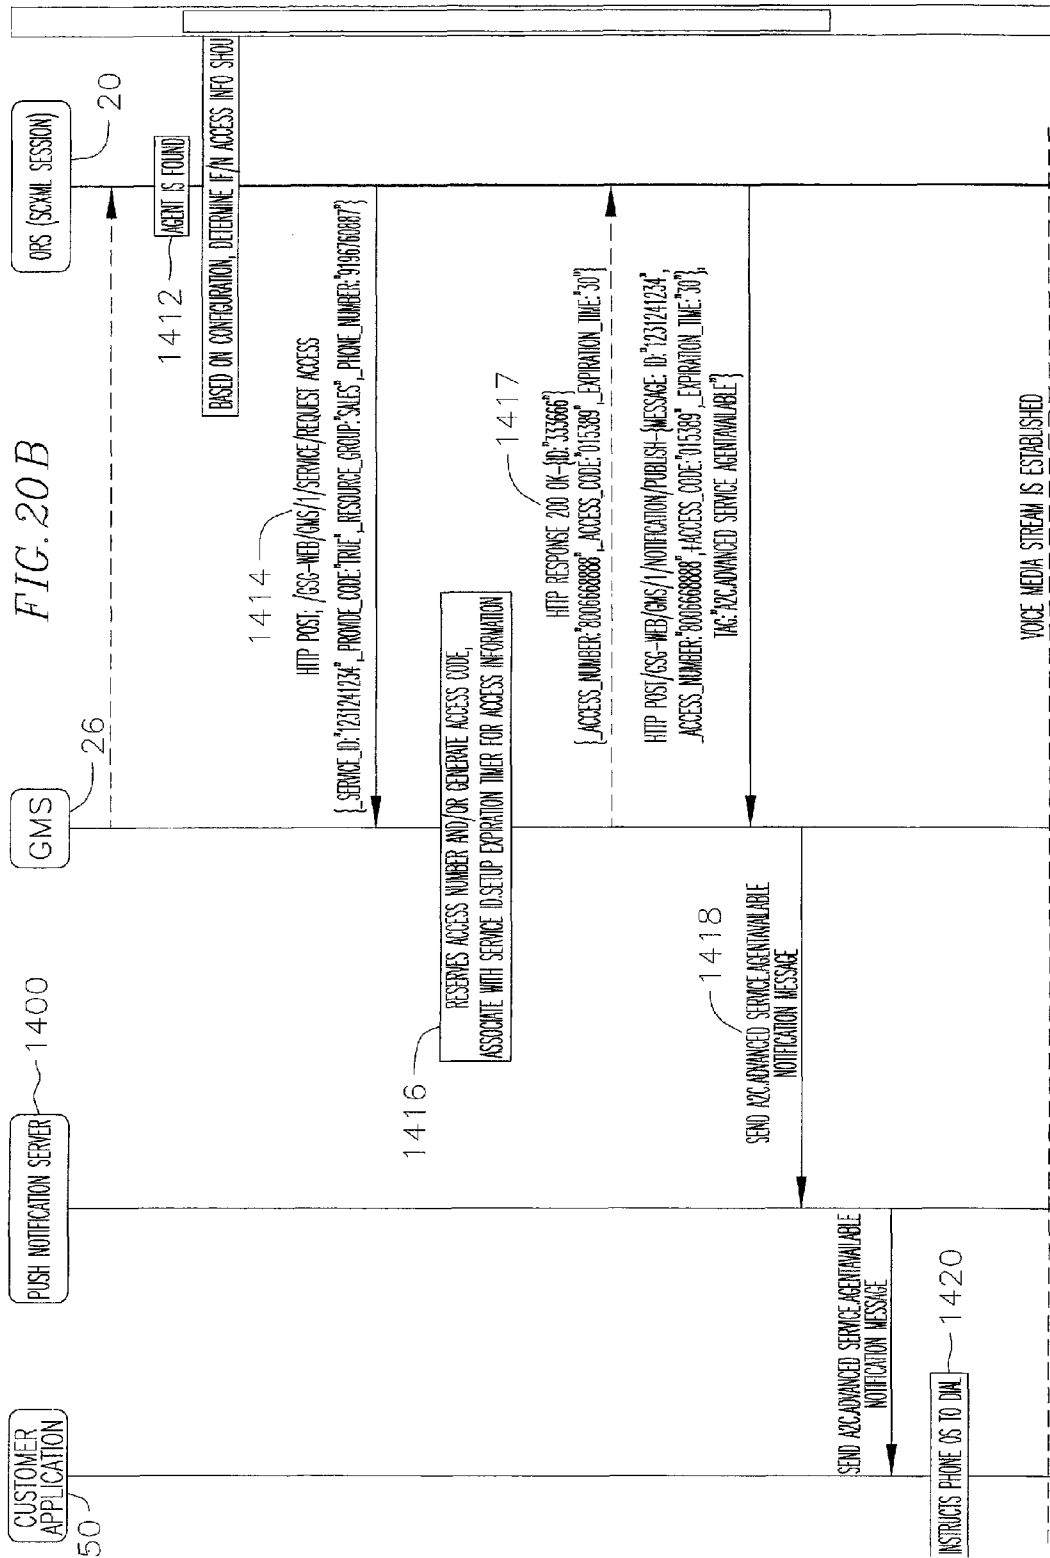 FIG. 20B
CUSTOMER
APPLICATION
50
PUSH NOTIFICATION SERVER
1400
GMS
26
ORS (SCXML SESSION)
20
AGENT IS FOUND
1412
BASED ON CONFIGURATION, DETERMINE IF/N ACCESS INFO SHOU
1414
HTTP POST; /GSG-WEB/GMS/1/SERVICE/REQUEST ACCESS
{_SERVICE_ID:"1231241234",_PROVIDE_CODE:"TRUE",_RESOURCE_GROUP:"SALES",_PHONE_NUMBER:"9196760887"}
1416
RESERVES ACCESS NUMBER AND/OR GENERATE ACCESS CODE,
ASSOCIATE WITH SERVICE ID.SETUP EXPIRATION TIMER FOR ACCESS INFORMATION
1417
HTTP RESPONSE 200 OK-{ID:"333666"}
{_ACCESS_NUMBER:"8006668888",_ACCESS_CODE:"015389",_EXPIRATION_TIME:"30"}
HTTP POST/GSG-WEB/GMS/1/NOTIFICATION/PUBLISH-{MESSAGE: ID:"1231241234",
_ACCESS_NUMBER:"8006668888",+ACCESS_CODE:"015389",_EXPIRATION_TIME:"30"},
TAG:"A2C.ADVANCED SERVICE AGENTAVAILABLE"}
1418
SEND A2C.ADVANCED SERVICE.AGENTAVAILABLE
NOTIFICATION MESSAGE
SEND A2C.ADVANCED SERVICE.AGENTAVAILABLE
NOTIFICATION MESSAGE
INSTRUCTS PHONE OS TO DIAL
1420
VOICE MEDIA STREAM IS ESTABLISHED